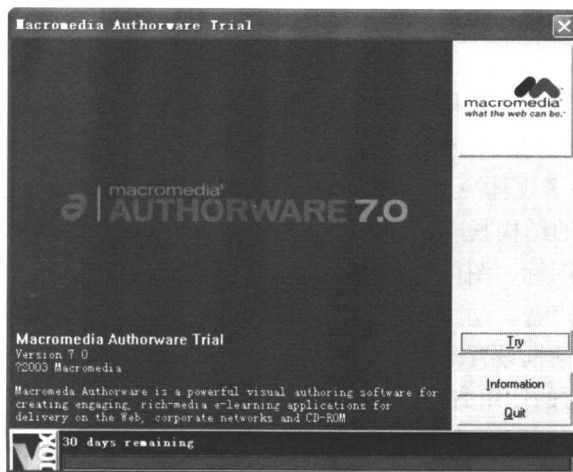 Macromedia Authorware Trial
macromedia
what the web can be.™
macromedia®
a AUTHORWARE 7.0
Macromedia Authorware Trial
Version 7.0
?2003 Macromedia
Macromeda Authorware is a powerful visual authoring software for
creating engaging, rich-media e-learning applications for
delivery on the Web, corporate networks and CD-ROM
Try
Information
Quit
VBOX
30 days remaining